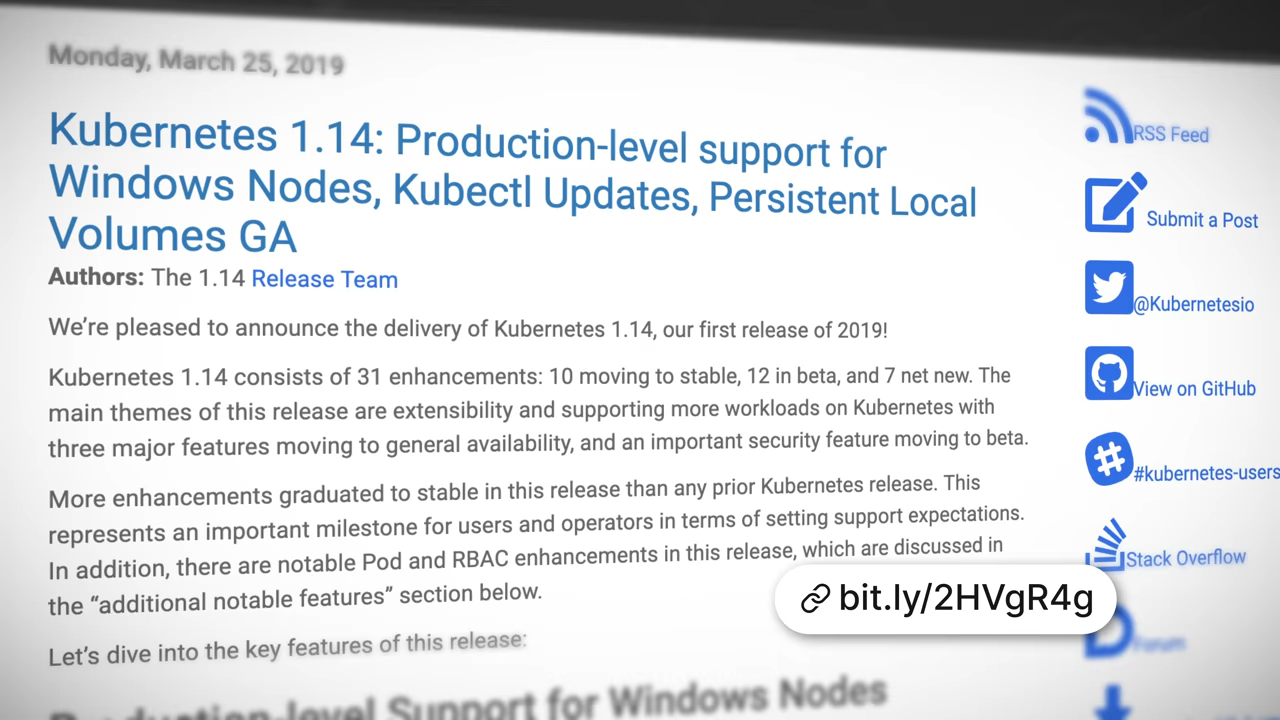 Monday, March 25, 2019
Kubernetes 1.14: Production-level support for
Windows Nodes, Kubectl Updates, Persistent Local
Volumes GA
Authors: The 1.14 Release Team
We’re pleased to announce the delivery of Kubernetes 1.14, our first release of 2019!
Kubernetes 1.14 consists of 31 enhancements: 10 moving to stable, 12 in beta, and 7 net new. The
main themes of this release are extensibility and supporting more workloads on Kubernetes with
three major features moving to general availability, and an important security feature moving to beta.
More enhancements graduated to stable in this release than any prior Kubernetes release. This
represents an important milestone for users and operators in terms of setting support expectations.
In addition, there are notable Pod and RBAC enhancements in this release, which are discussed in
the “additional notable features” section below.
Let’s dive into the key features of this release:
Production-level Support for Windows Nodes
RSS Feed
Submit a Post
@Kubernetesio
View on GitHub
#kubernetes-users
Stack Overflow
Forum
bit.ly/2HVgR4g